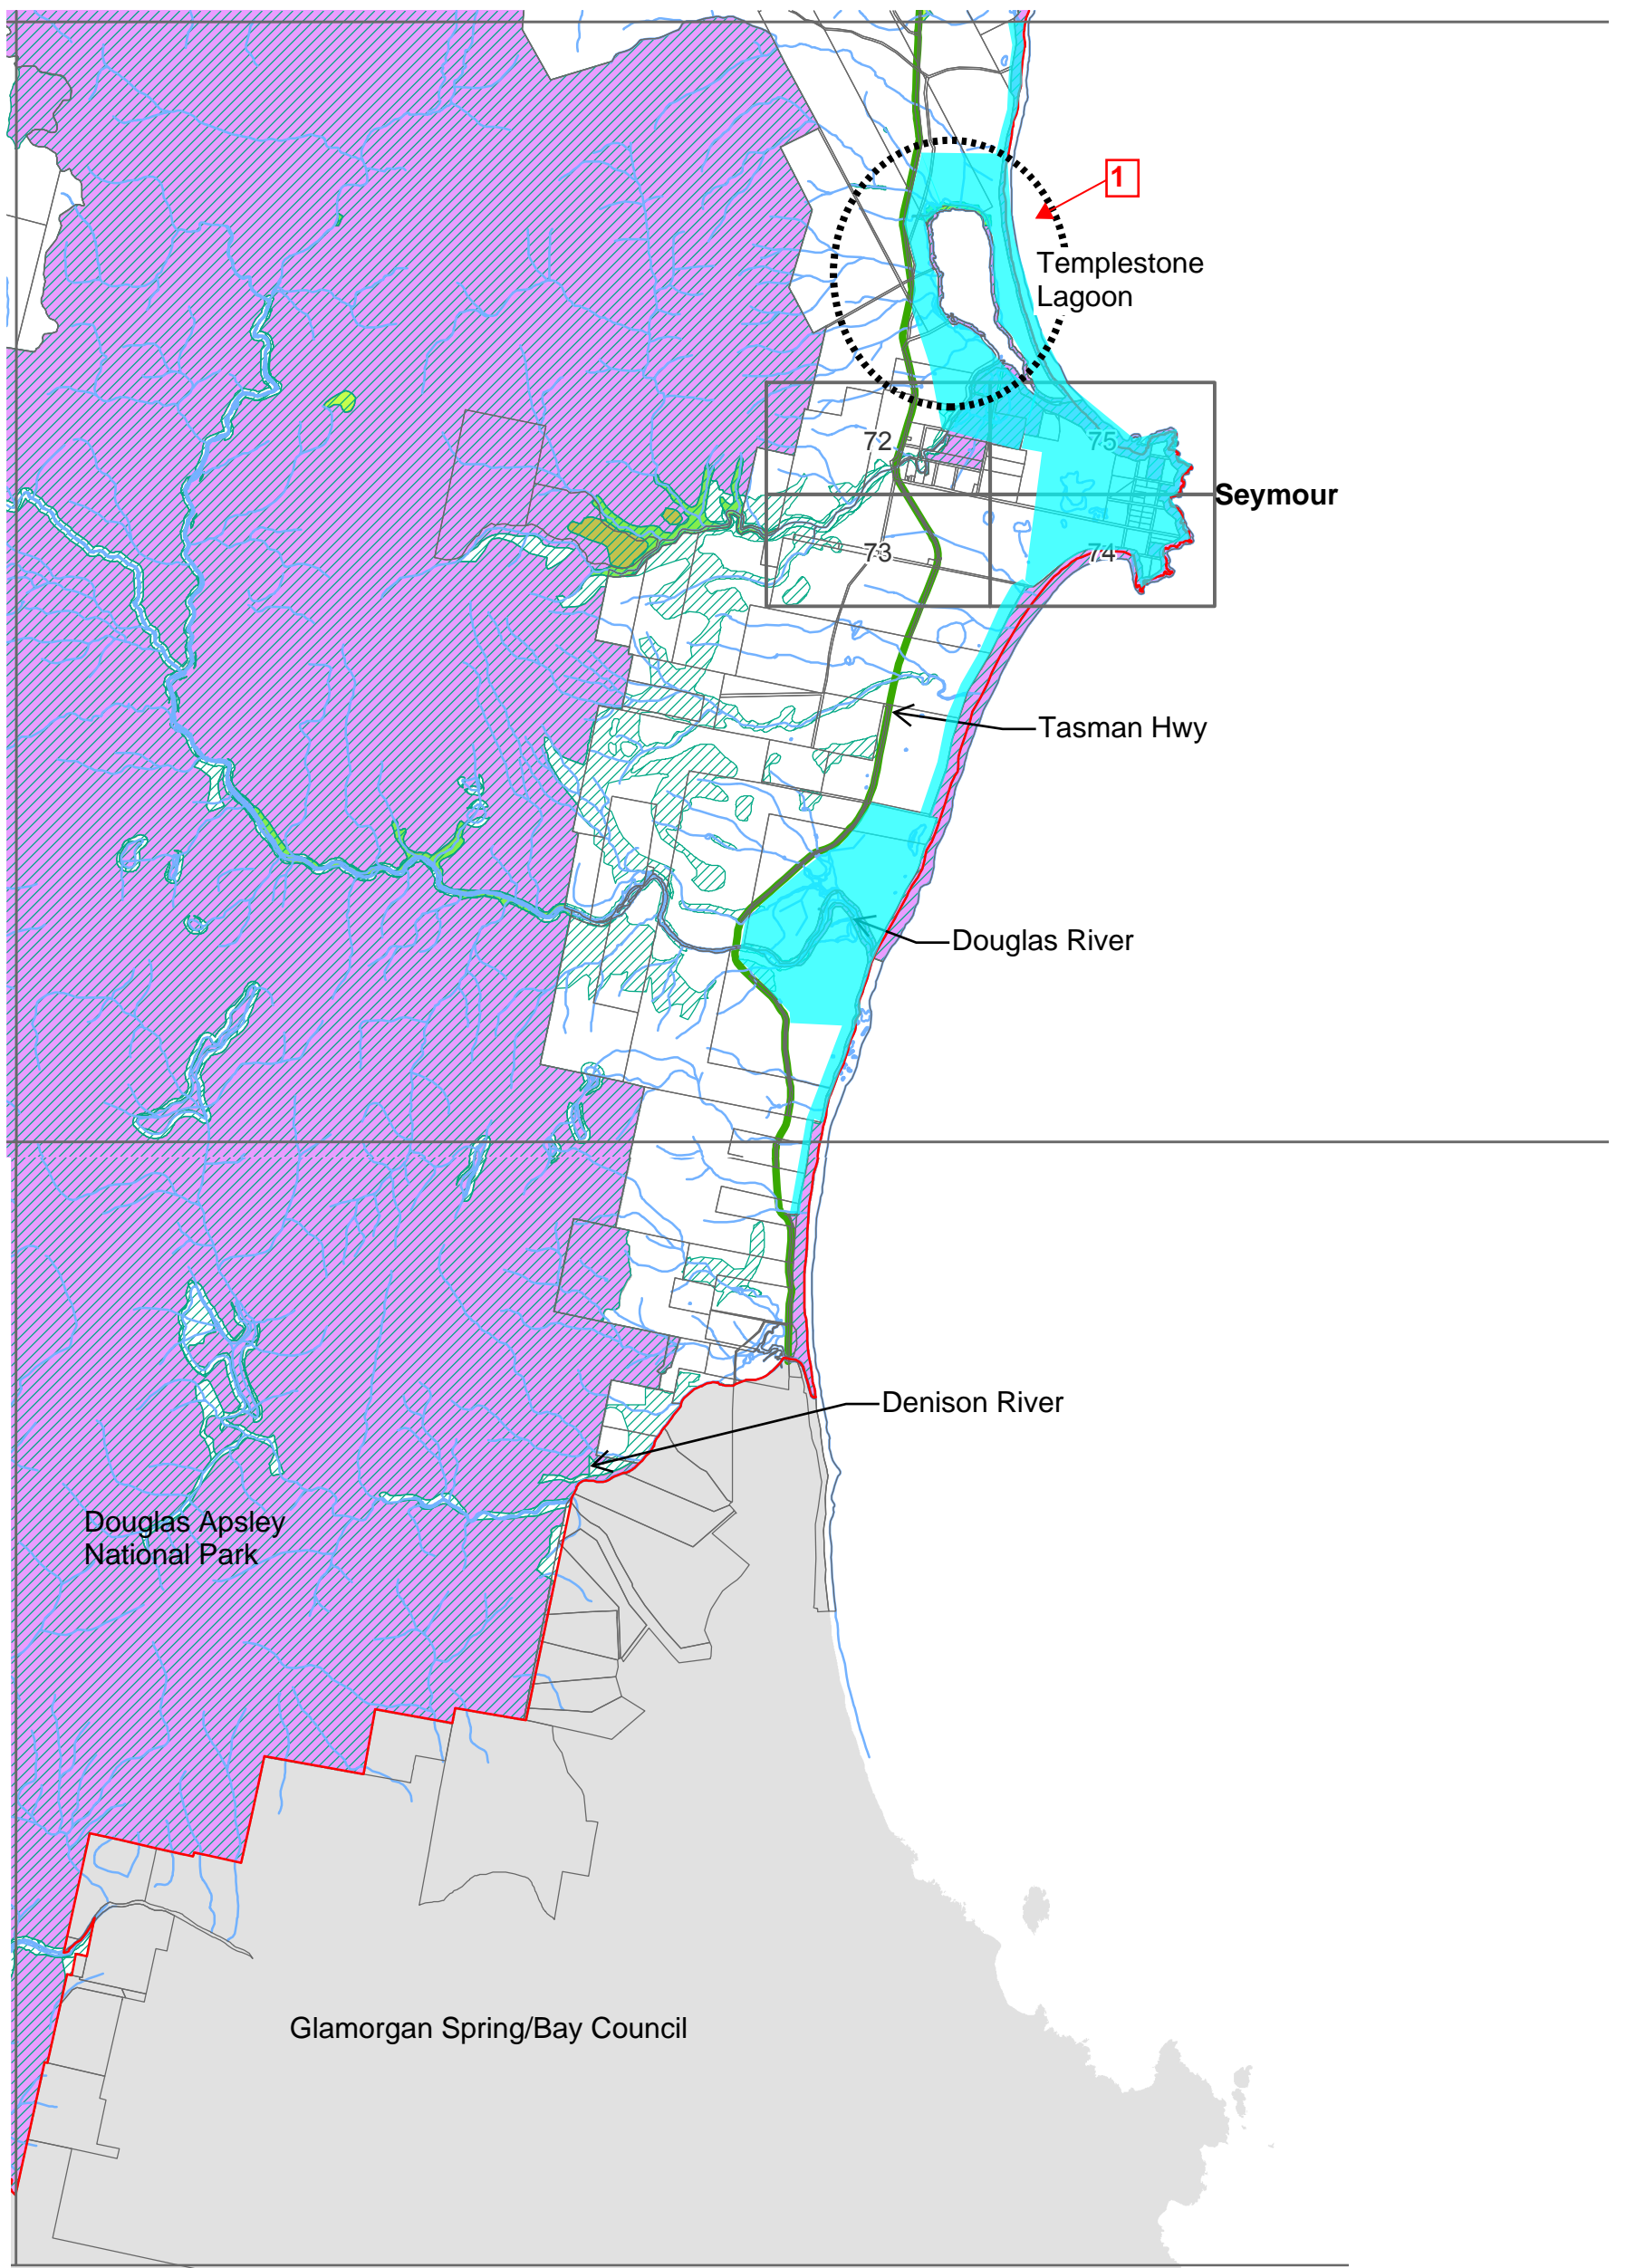 1
Templestone
Lagoon
72
75
Seymour
73
74
Tasman Hwy
Douglas River
Denison River
Douglas Apsley
National Park
Glamorgan Spring/Bay Council